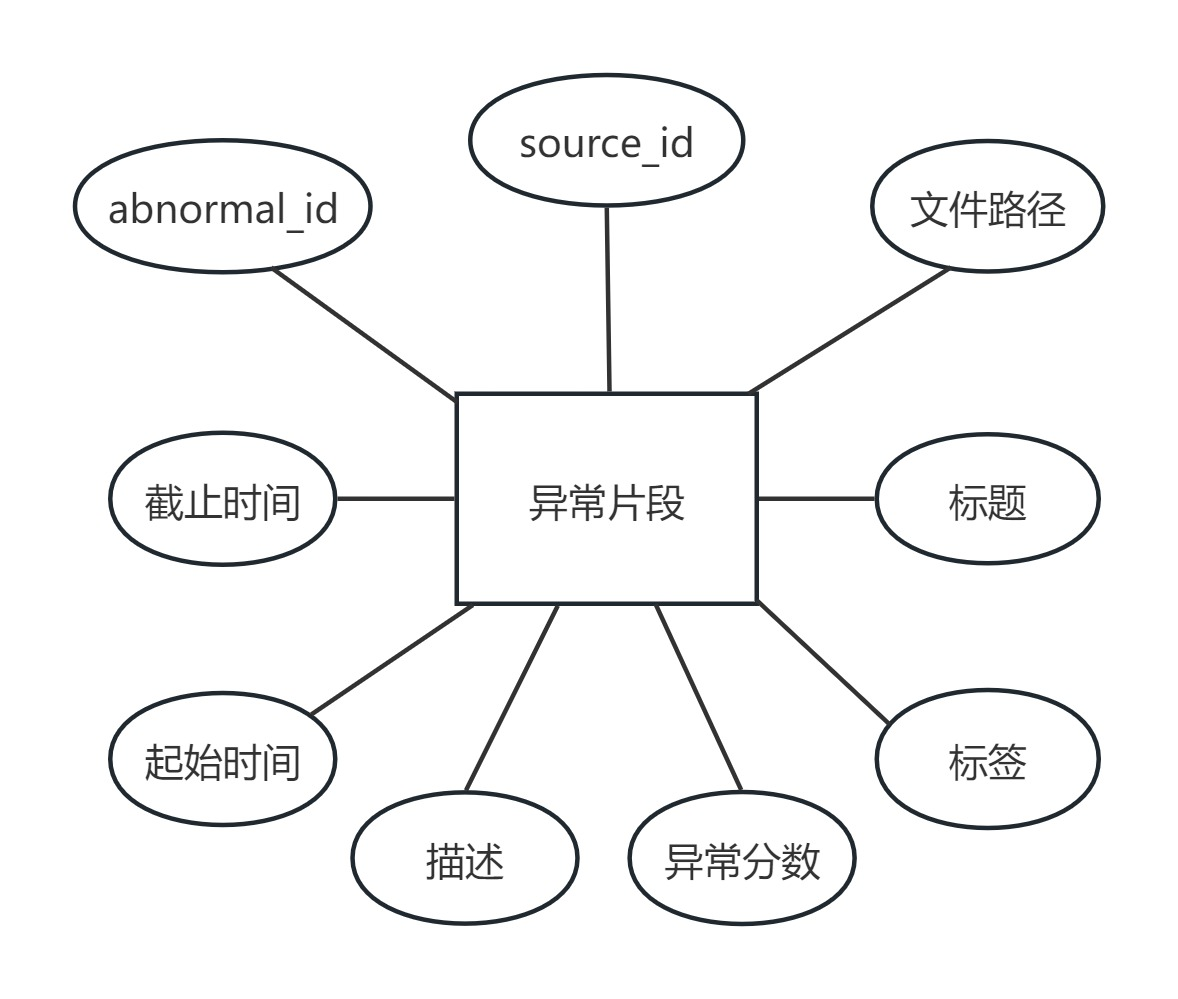 source_id
abnormal_id
文件路径
截止时间
异常片段
标题
起始时间
标签
描述
异常分数